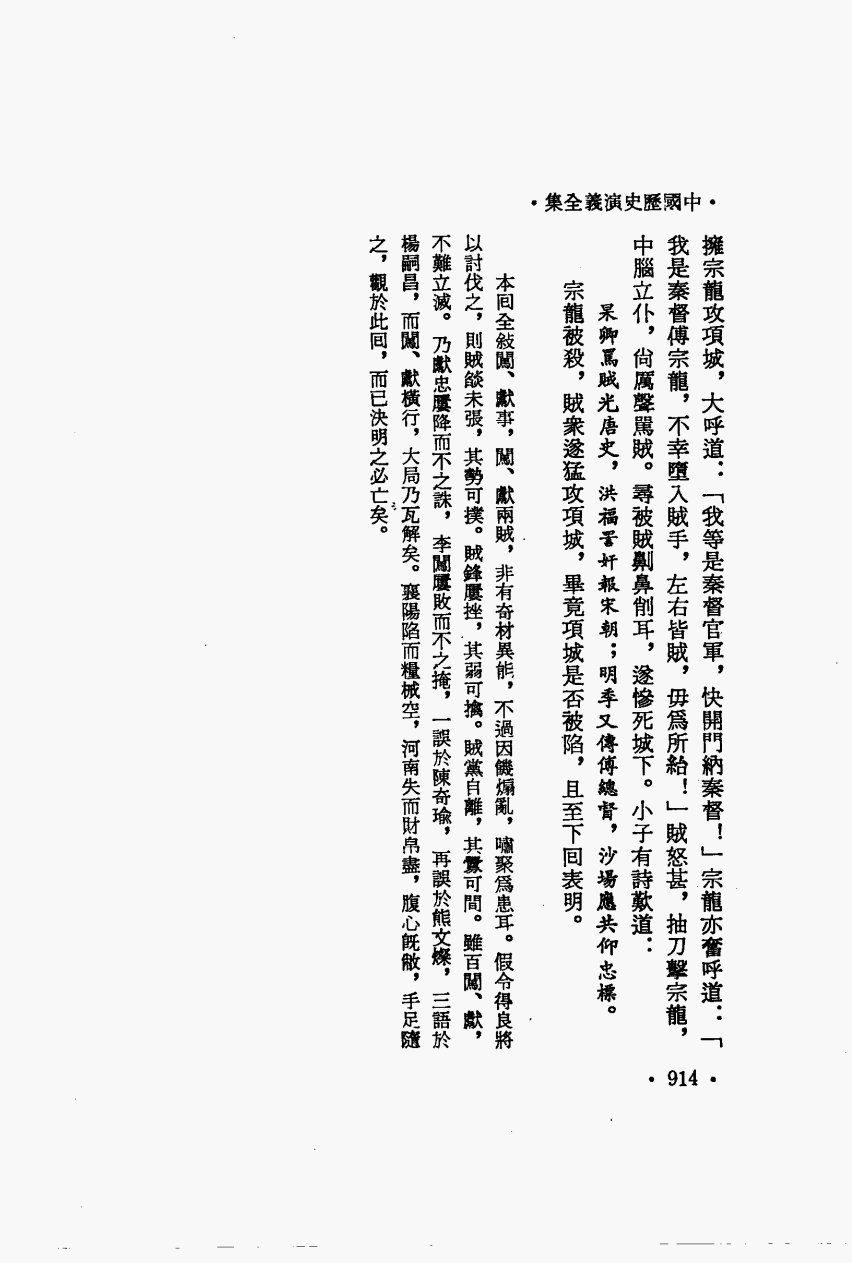 ·中國歷史演義全集·
擁宗龍攻項城，大呼道：「我等是秦督官軍，快開門納秦督！」宗龍亦奮呼道：「
我是秦督傅宗龍，不幸墮入賊手，左右皆賊，毋爲所紿！」賊怒甚，抽刀擊宗龍，
中腦立仆，尙厲聲罵賊。尋被賊劓鼻削耳，遂慘死城下。小子有詩歎道：
杲卿罵賊光唐史，洪福詈奸報宋朝；明季又傳傅總督，沙場應共仰忠標。
宗龍被殺，賊衆遂猛攻項城，畢竟項城是否被陷，且至下回表明。
本回全敍闖、獻事，闖、獻兩賊，非有奇材異能，不過因饑煽亂，嘯聚爲患耳。假令得良將
以討伐之，則賊燄未張，其勢可撲。賊鋒屢挫，其弱可擒。賊黨自離，其釁可間。雖百闖、獻，
不難立滅。乃獻忠屢降而不之誅，李闖屢敗而不之掩，一誤於陳奇瑜，再誤於熊文燦，三語於
楊嗣昌，而闖、獻橫行，大局乃瓦解矣。襄陽陷而糧械空，河南失而財帛盡，腹心旣敝，手足隨
之，觀於此回，而已決明之必亡矣。
·914·